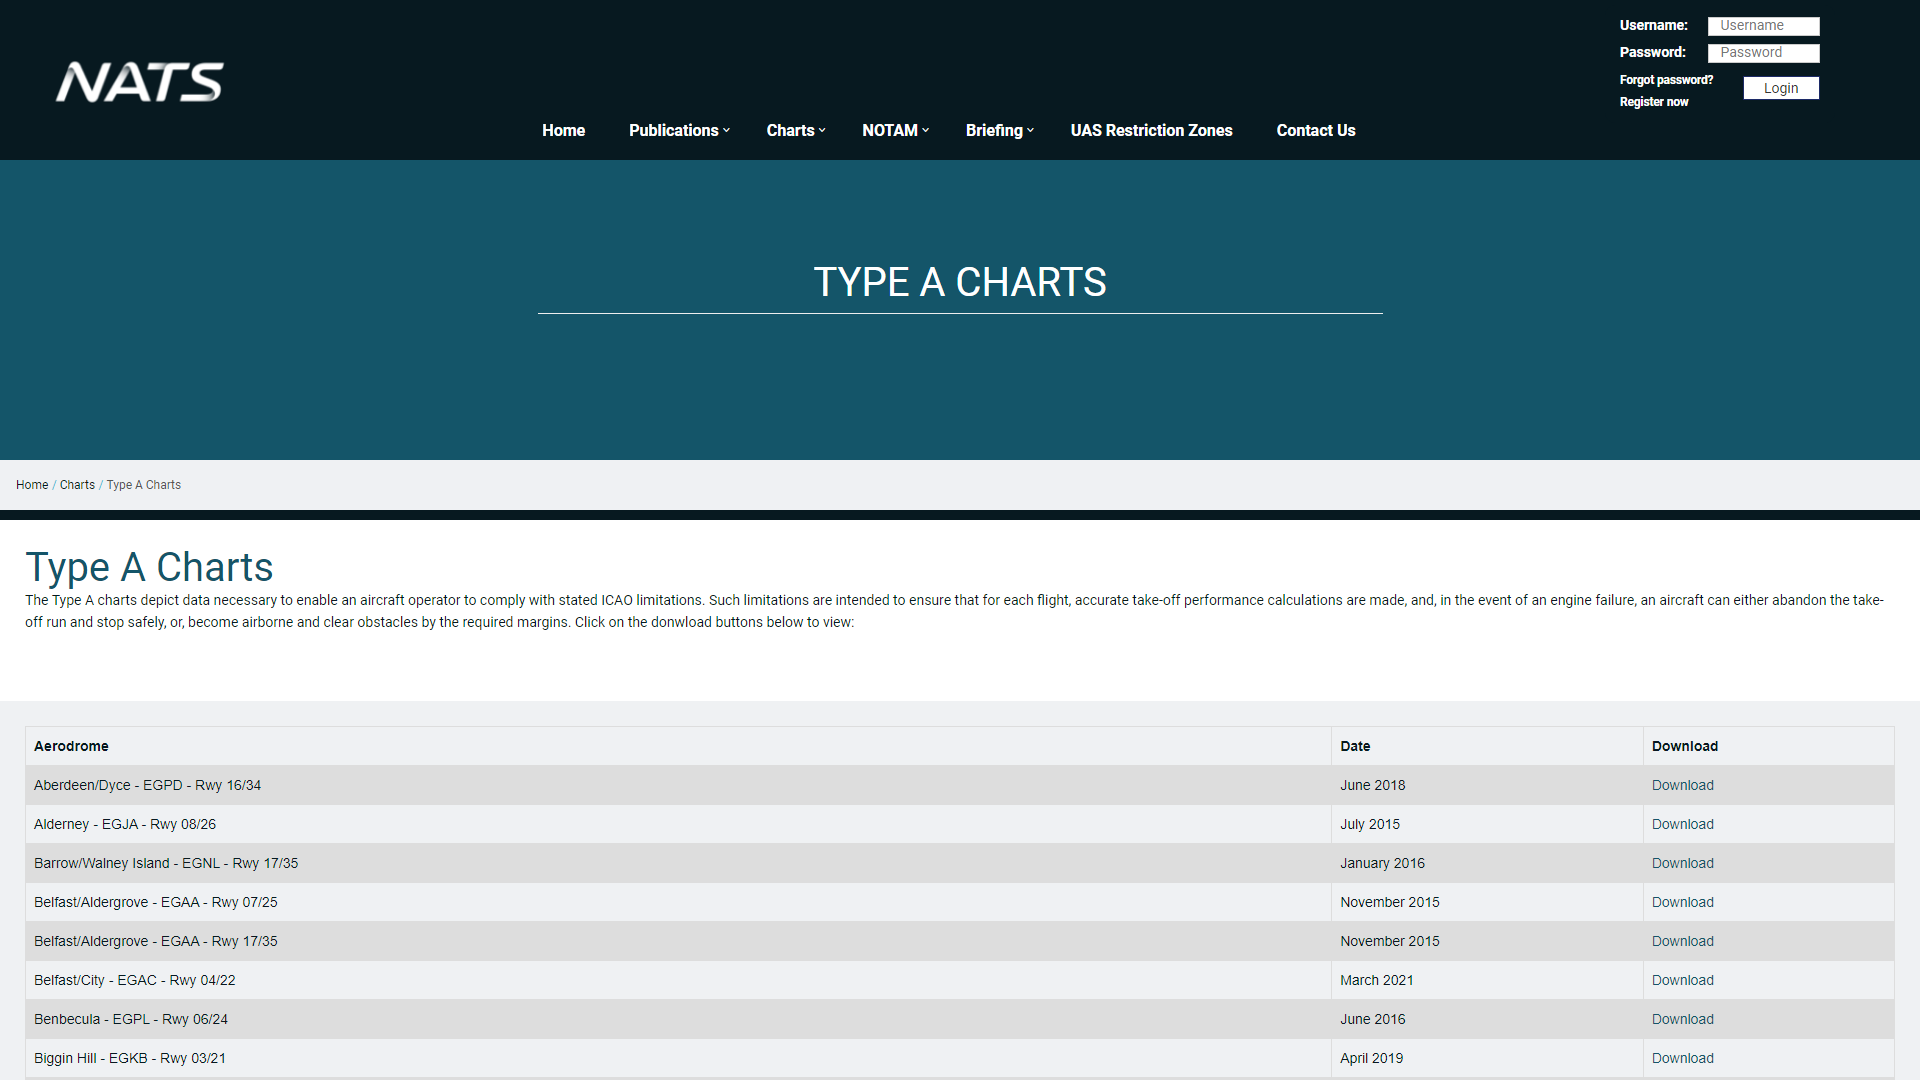 Username: Username
Password: Password
Forgot password?
Login
Register now
NATS
Home Publications Charts NOTAM Briefing UAS Restriction Zones Contact Us
TYPE A CHARTS
Home / Charts / Type A Charts
Type A Charts
The Type A charts depict data necessary to enable an aircraft operator to comply with stated ICAO limitations. Such limitations are intended to ensure that for each flight, accurate take-off performance calculations are made, and, in the event of an engine failure, an aircraft can either abandon the take-
off run and stop safely, or, become airborne and clear obstacles by the required margins. Click on the donwload buttons below to view:
Aerodrome Date Download
Aberdeen/Dyce - EGPD - Rwy 16/34 June 2018 Download
Alderney - EGJA - Rwy 08/26 July 2015 Download
Barrow/Walney Island - EGNL - Rwy 17/35 January 2016 Download
Belfast/Aldergrove - EGAA - Rwy 07/25 November 2015 Download
Belfast/Aldergrove - EGAA - Rwy 17/35 November 2015 Download
Belfast/City - EGAC - Rwy 04/22 March 2021 Download
Benbecula - EGPL - Rwy 06/24 June 2016 Download
Biggin Hill - EGKB - Rwy 03/21 April 2019 Download